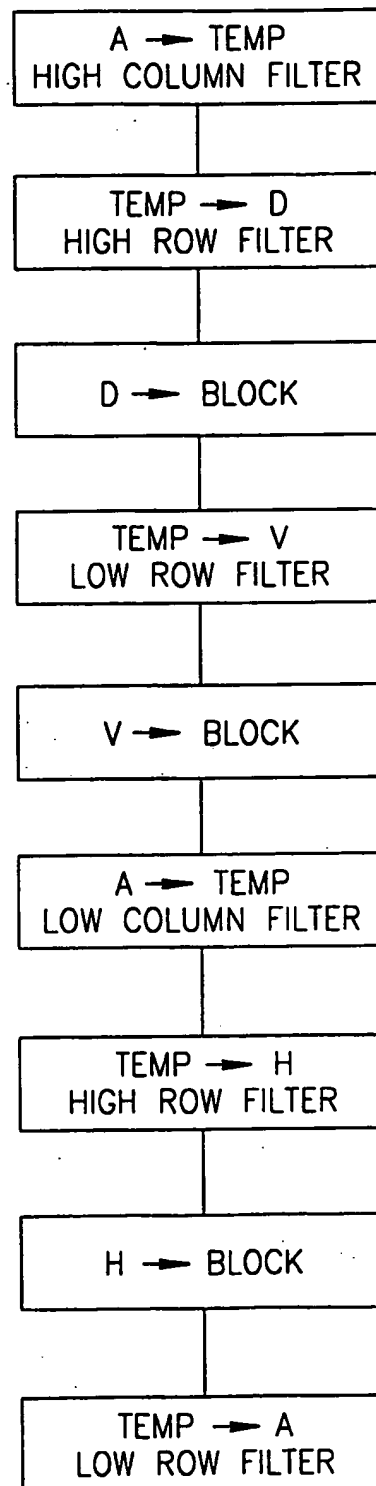 A → TEMP
HIGH COLUMN FILTER
TEMP → D
HIGH ROW FILTER
D → BLOCK
TEMP → V
LOW ROW FILTER
V → BLOCK
A → TEMP
LOW COLUMN FILTER
TEMP → H
HIGH ROW FILTER
H → BLOCK
TEMP → A
LOW ROW FILTER